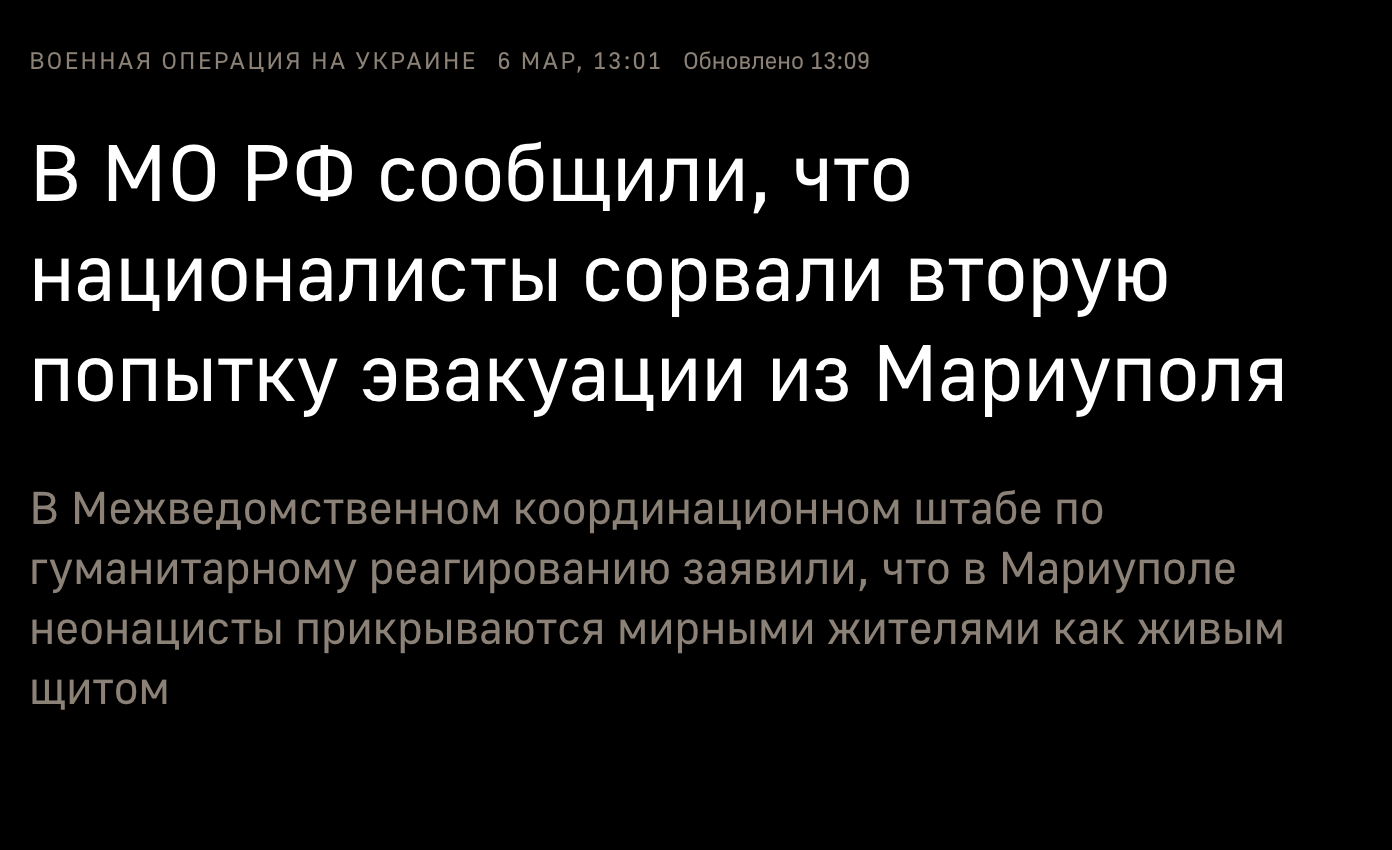 ВОЕННАЯ ОПЕРАЦИЯ НА УКРАИНЕ 6 МАР, 13:01 Обновлено 13:09
В МО РФ сообщили, что
националисты сорвали вторую
попытку эвакуации из Мариуполя
В Межведомственном координационном штабе по
гуманитарному реагированию заявили, что в Мариуполе
неонацисты прикрываются мирными жителями как живым
щитом